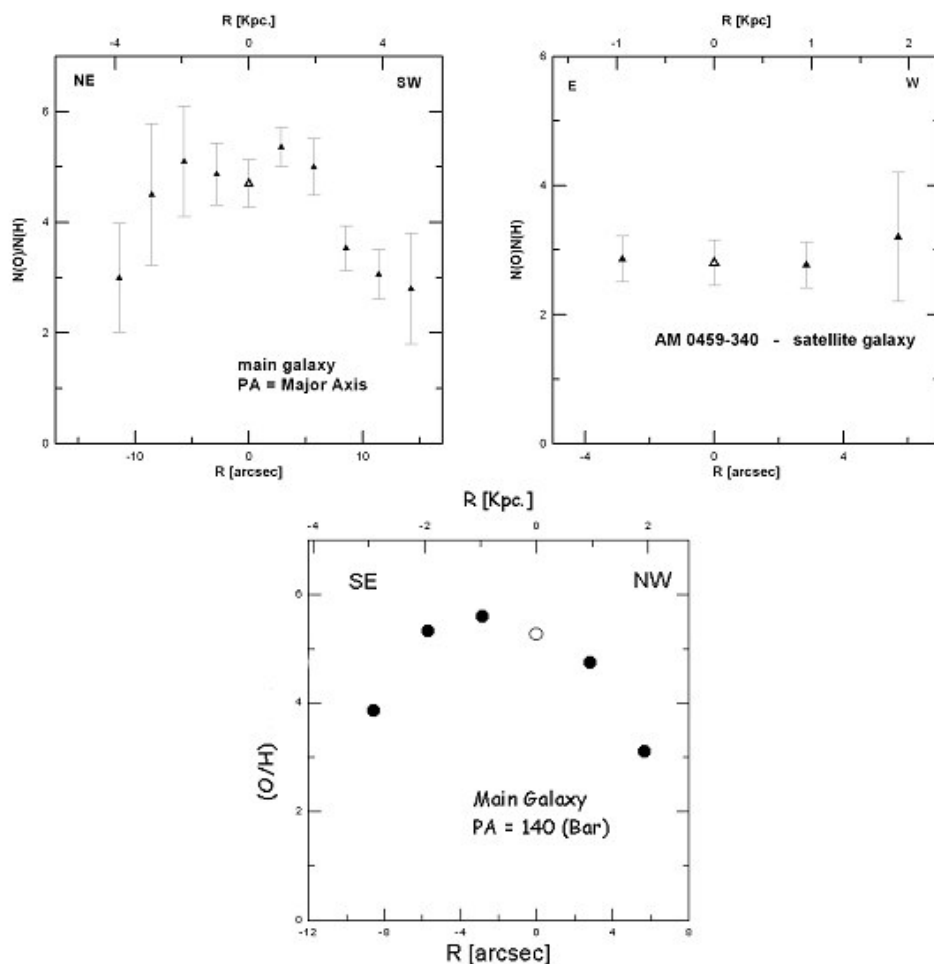 R [Kpc.]
-4 -2 0 2 4
NE SW
6
4
2
0
N(O)/N(H)
main galaxy
PA = Major Axis
-10 0 10
R [arcsec]
R [Kpc]
-1 0 1 2
6
E W
4
2
0
N(O)N(H)
AM 0459-340 - satellite galaxy
-4 0 4
R [arcsec]
R [Kpc.]
-4 -2 0 2
SE NW
6
4
2
0
(O/H)
Main Galaxy
PA = 140 (Bar)
-12 -8 -4 0 4 8
R [arcsec]